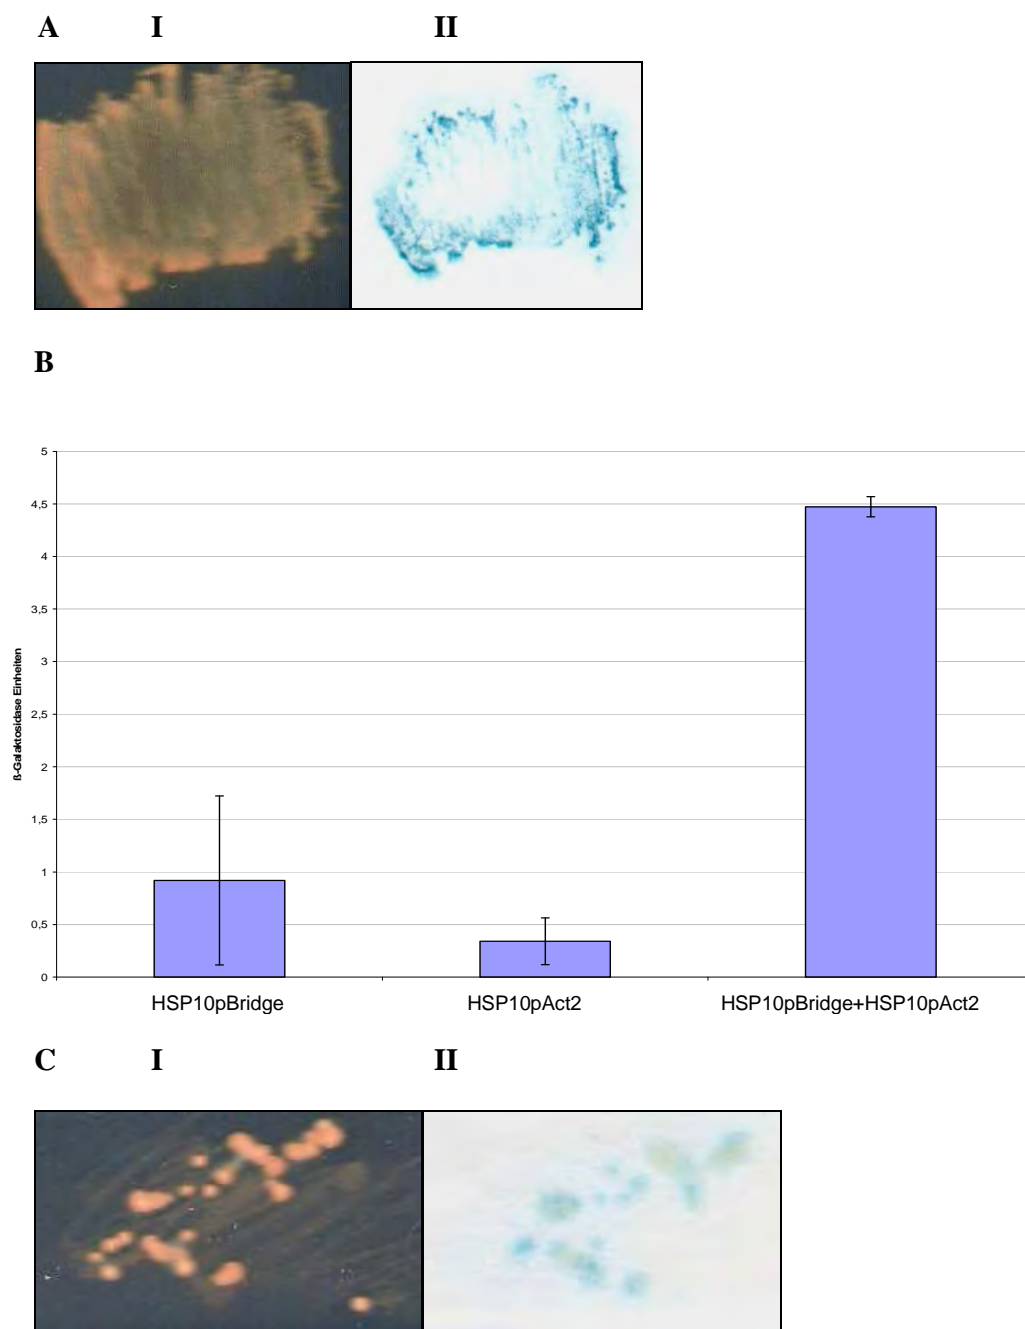 A I II
B
5
4,5
4
3,5
3
2,5
2
1,5
1
0,5
0
ß-Galaktosidase Einheiten
HSP10pBridge HSP10pAct2 HSP10pBridge+HSP10pAct2
C I II